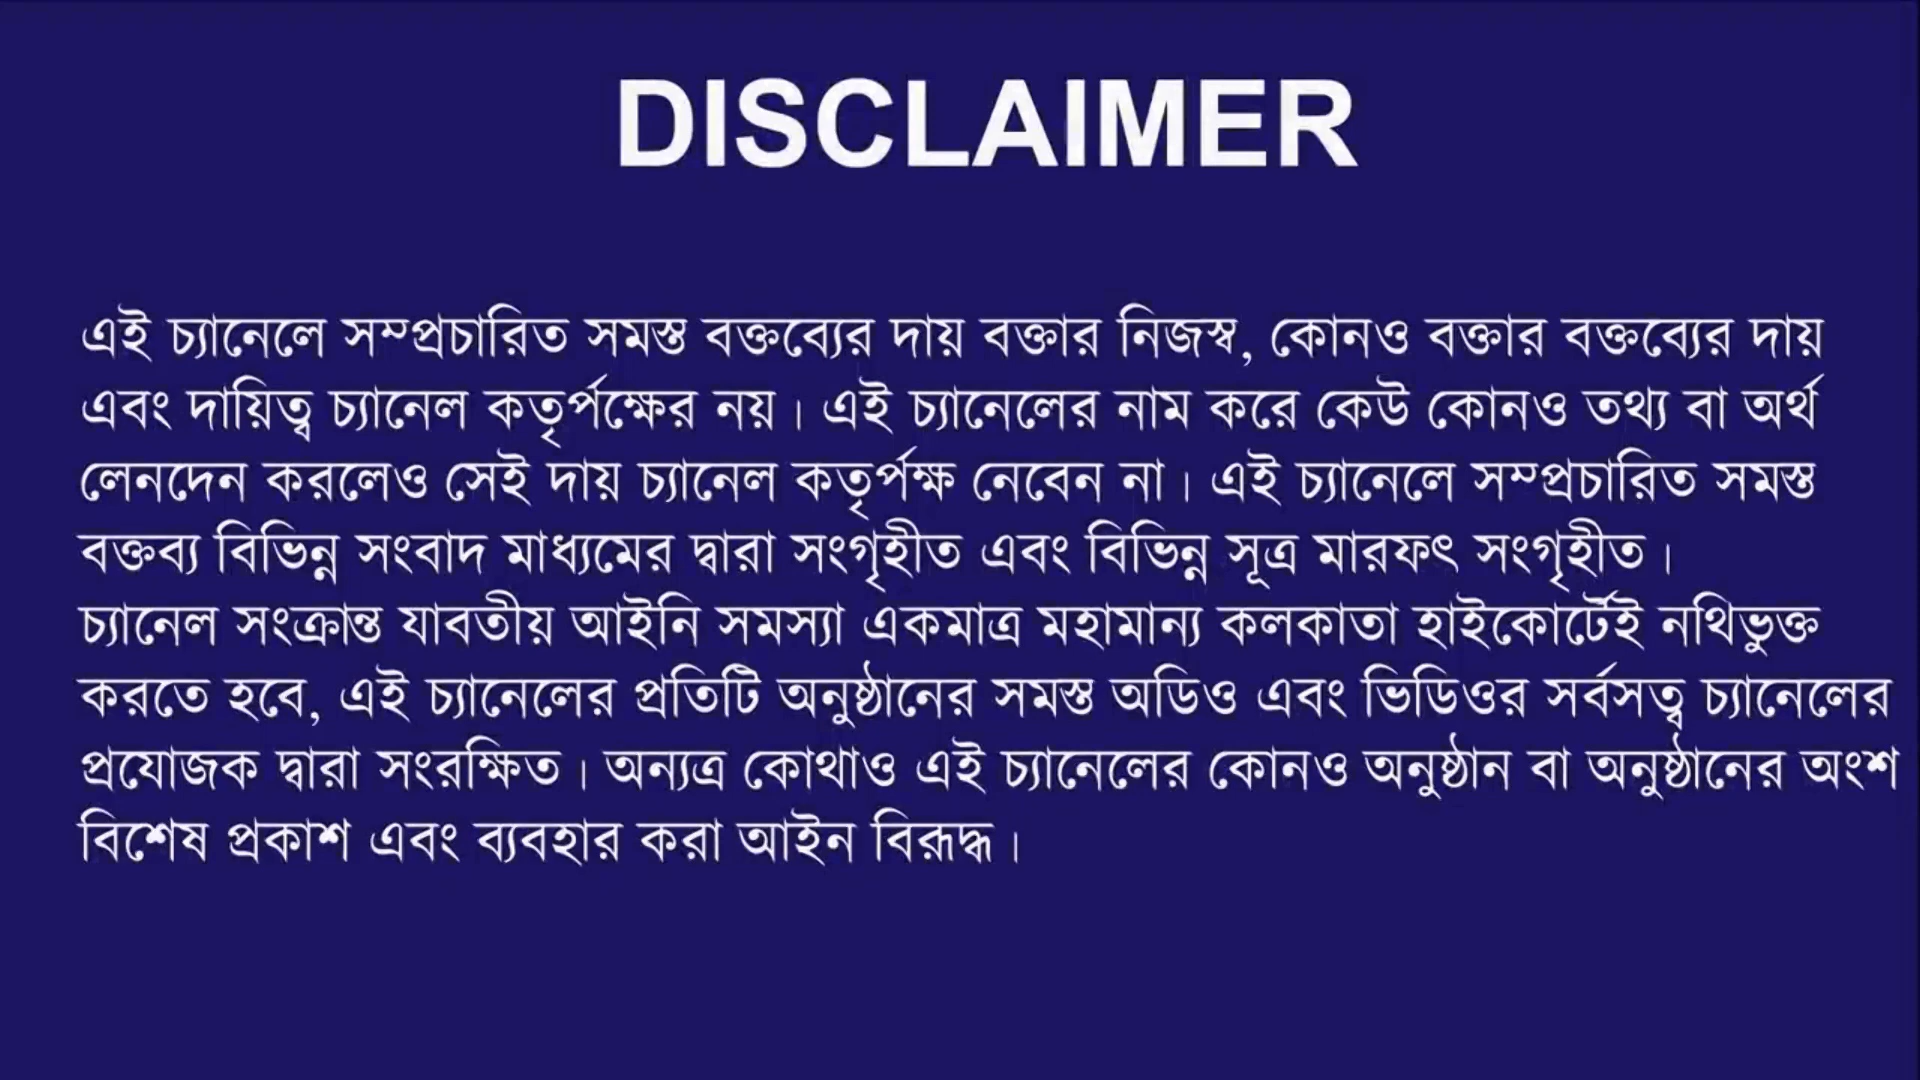 DISCLAIMER
এই চ্যানেলে সম্প্রচারিত সমস্ত বক্তব্যের দায় বক্তার নিজস্ব, কোনও বক্তার বক্তব্যের দায়
এবং দায়িত্ব চ্যানেল কতৃর্পক্ষের নয়। এই চ্যানেলের নাম করে কেউ কোনও তথ্য বা অর্থ
লেনদেন করলেও সেই দায় চ্যানেল কতৃর্পক্ষ নেবেন না। এই চ্যানেলে সম্প্রচারিত সমস্ত
বক্তব্য বিভিন্ন সংবাদ মাধ্যমের দ্বারা সংগৃহীত এবং বিভিন্ন সূত্র মারফৎ সংগৃহীত।
চ্যানেল সংক্রান্ত যাবতীয় আইনি সমস্যা একমাত্র মহামান্য কলকাতা হাইকোর্টেই নথিভুক্ত
করতে হবে, এই চ্যানেলের প্রতিটি অনুষ্ঠানের সমস্ত অডিও এবং ভিডিওর সর্বসত্ব চ্যানেলের
প্রযোজক দ্বারা সংরক্ষিত। অন্যত্র কোথাও এই চ্যানেলের কোনও অনুষ্ঠান বা অনুষ্ঠানের অংশ
বিশেষ প্রকাশ এবং ব্যবহার করা আইন বিরূদ্ধ।